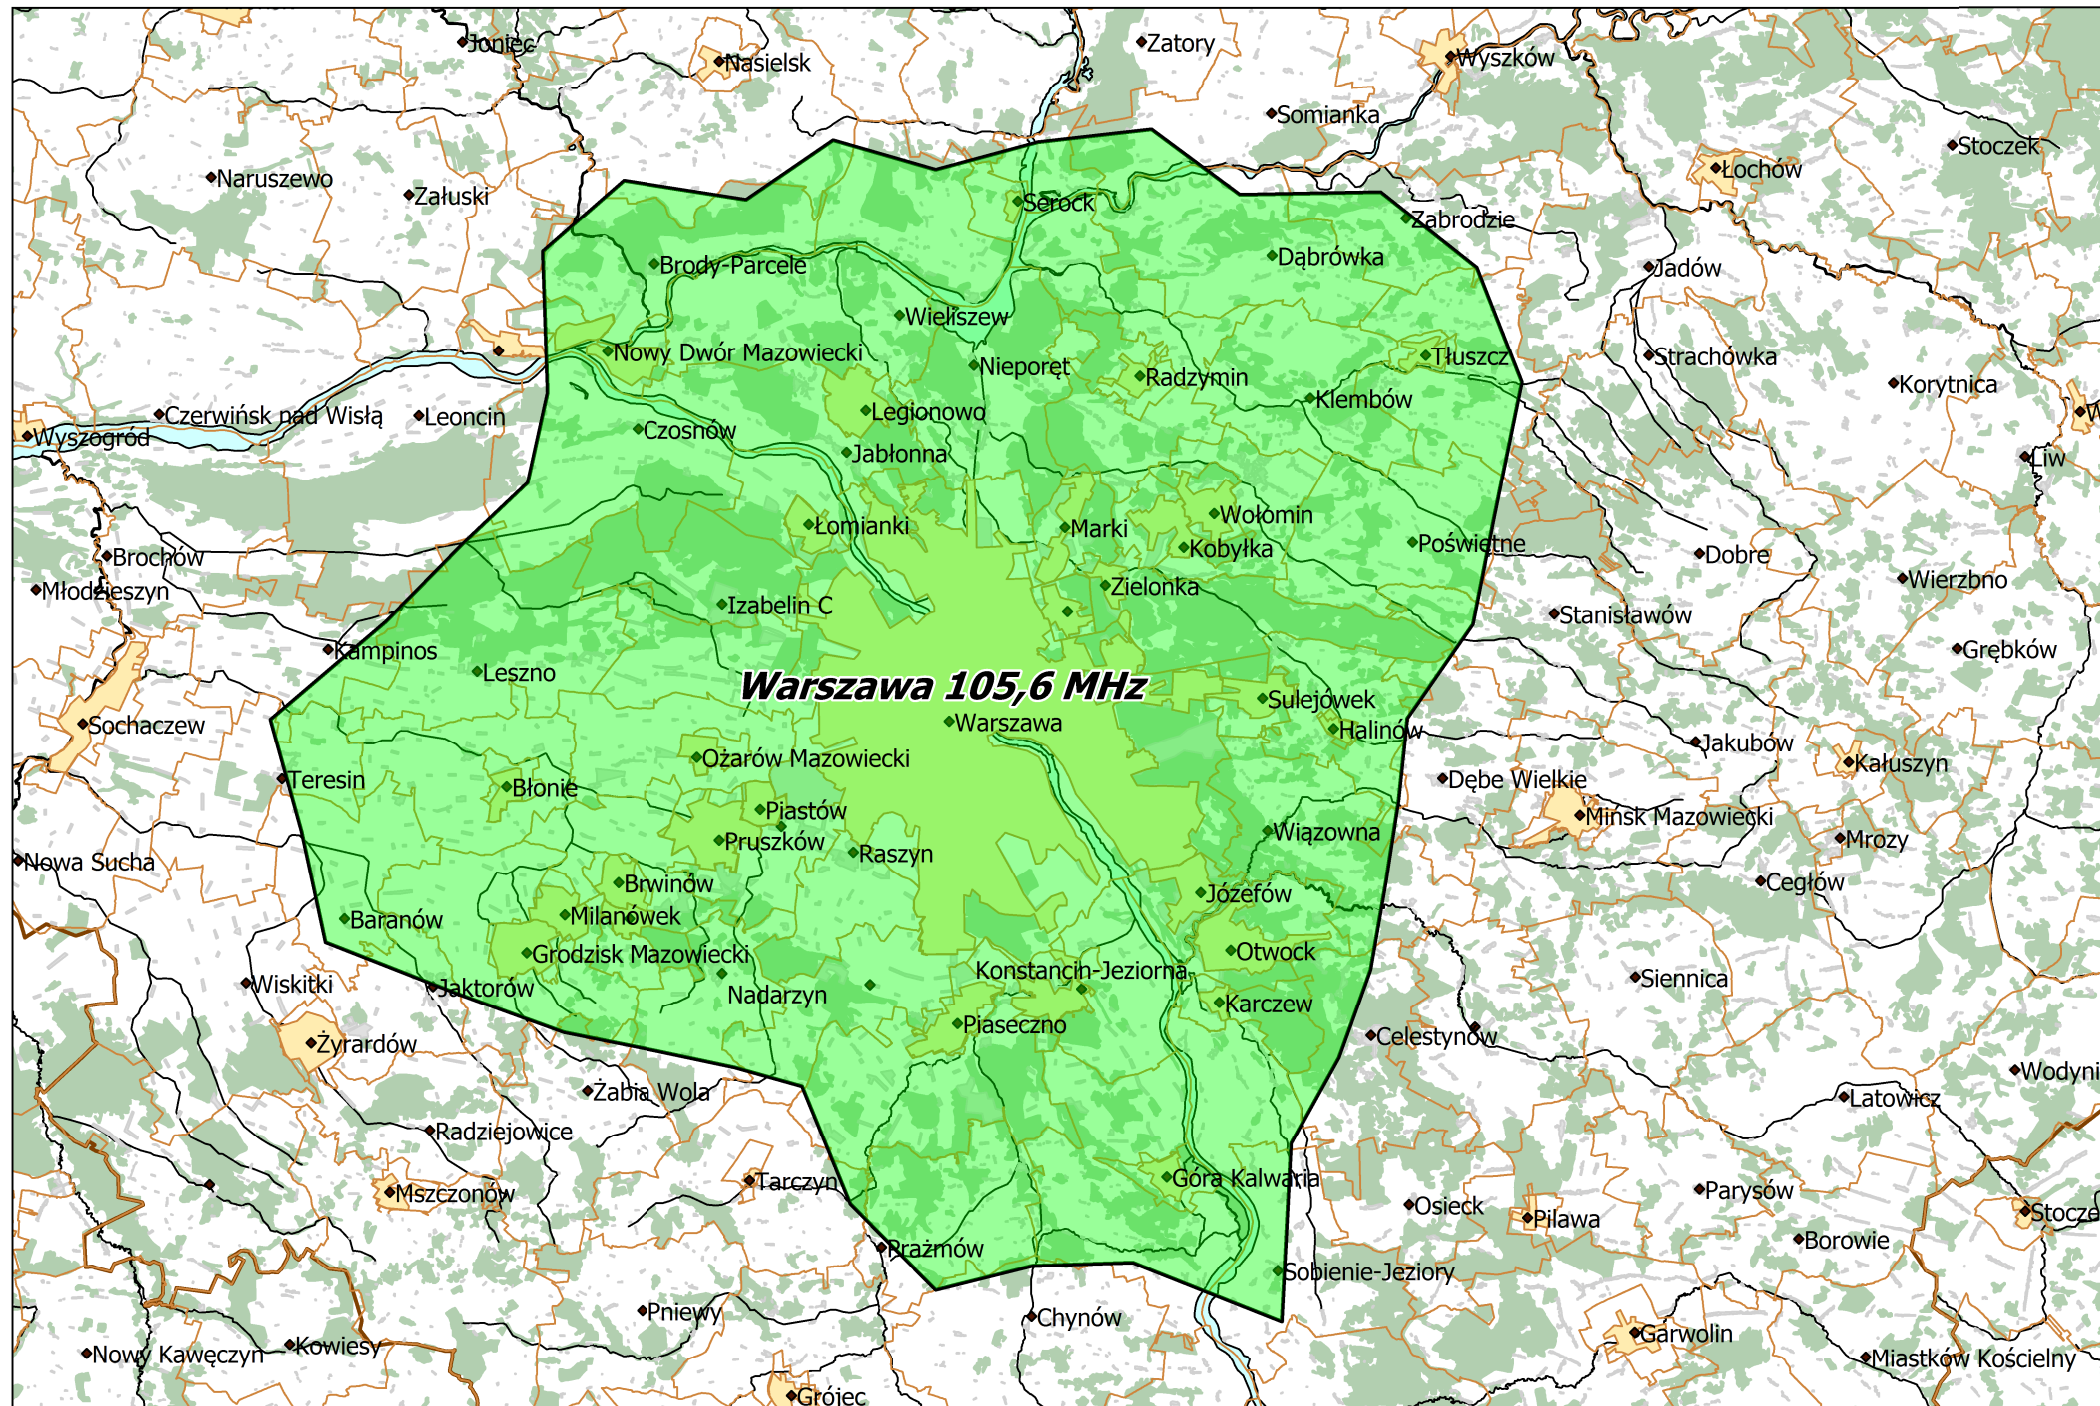 Joniec
Nasielsk
Zatory
Wyszków
Somianka
Stoczek
Łochów
Naruszewo
Załuski
Serock
Zabrodzie
Dąbrówka
Brody-Parcele
Jadów
Wieliszew
Nowy Dwór Mazowiecki
Nieporęt
Radzymin
Tłuszcz
Strachówka
Korytnica
Klembów
Czerwińsk nad Wisłą
Leoncin
Legionowo
W
Wyszogród
Czosnów
Jabłonna
Liw
Łomianki
Marki
Wołomin
Kobyłka
Poświętne
Dobre
Brochów
Wierzbno
Młodzieszyn
Zielonka
Izabelin C
Stanisławów
Kampinos
Grębków
Leszno
Warszawa 105,6 MHz
Sulejówek
Sochaczew
Warszawa
Halinów
Jakubów
Ożarów Mazowiecki
Kałuszyn
Teresin
Błonie
Dębe Wielkie
Piastów
Mińsk Mazowiecki
Pruszków
Raszyn
Wiązowna
Mrozy
Nowa Sucha
Brwinów
Józefów
Cegłów
Baranów
Milanówek
Grodzisk Mazowiecki
Otwock
Konstancin-Jeziorna
Wiskitki
Jaktorów
Nadarzyn
Karczew
Siennica
Żyrardów
Piaseczno
Celestynów
Wodyni
Żabia Wola
Latowicz
Radziejowice
Tarczyn
Góra Kalwaria
Mszczonów
Parysów
Osieck
Pilawa
Stocze
Prażmów
Borowie
Sobienie-Jeziory
Pniewy
Chynów
Garwolin
Nowy Kawęczyn
Kowiesy
Miastków Kościelny
Grójec